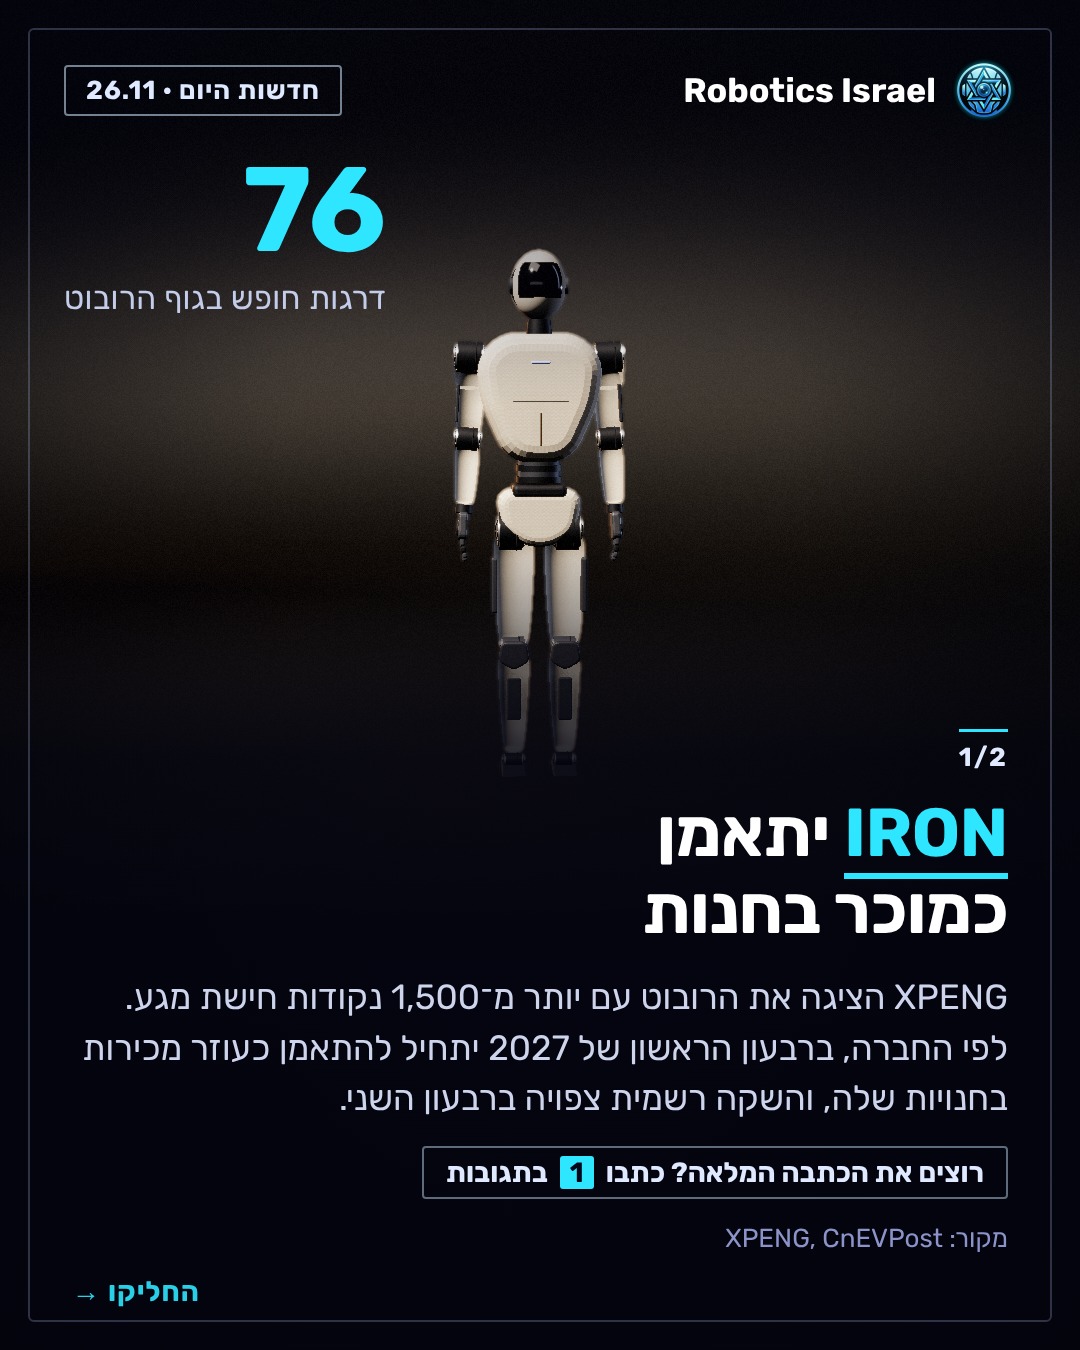 Robotics Israel
חדשות היום • 26.11
76
דרגות חופש בגוף הרובוט
1/2
IRON יתאמן
כמוכר בחנות
XPENG הציגה את הרובוט עם יותר מ־1,500 נקודות חישת מגע.
לפי החברה, ברבעון הראשון של 2027 יתחיל להתאמן כעוזר מכירות
בחנויות שלה, והשקה רשמית צפויה ברבעון השני.
רוצים את הכתבה המלאה? כתבו 1 בתגובות
מקור: XPENG, CnEVPost
החליקו →